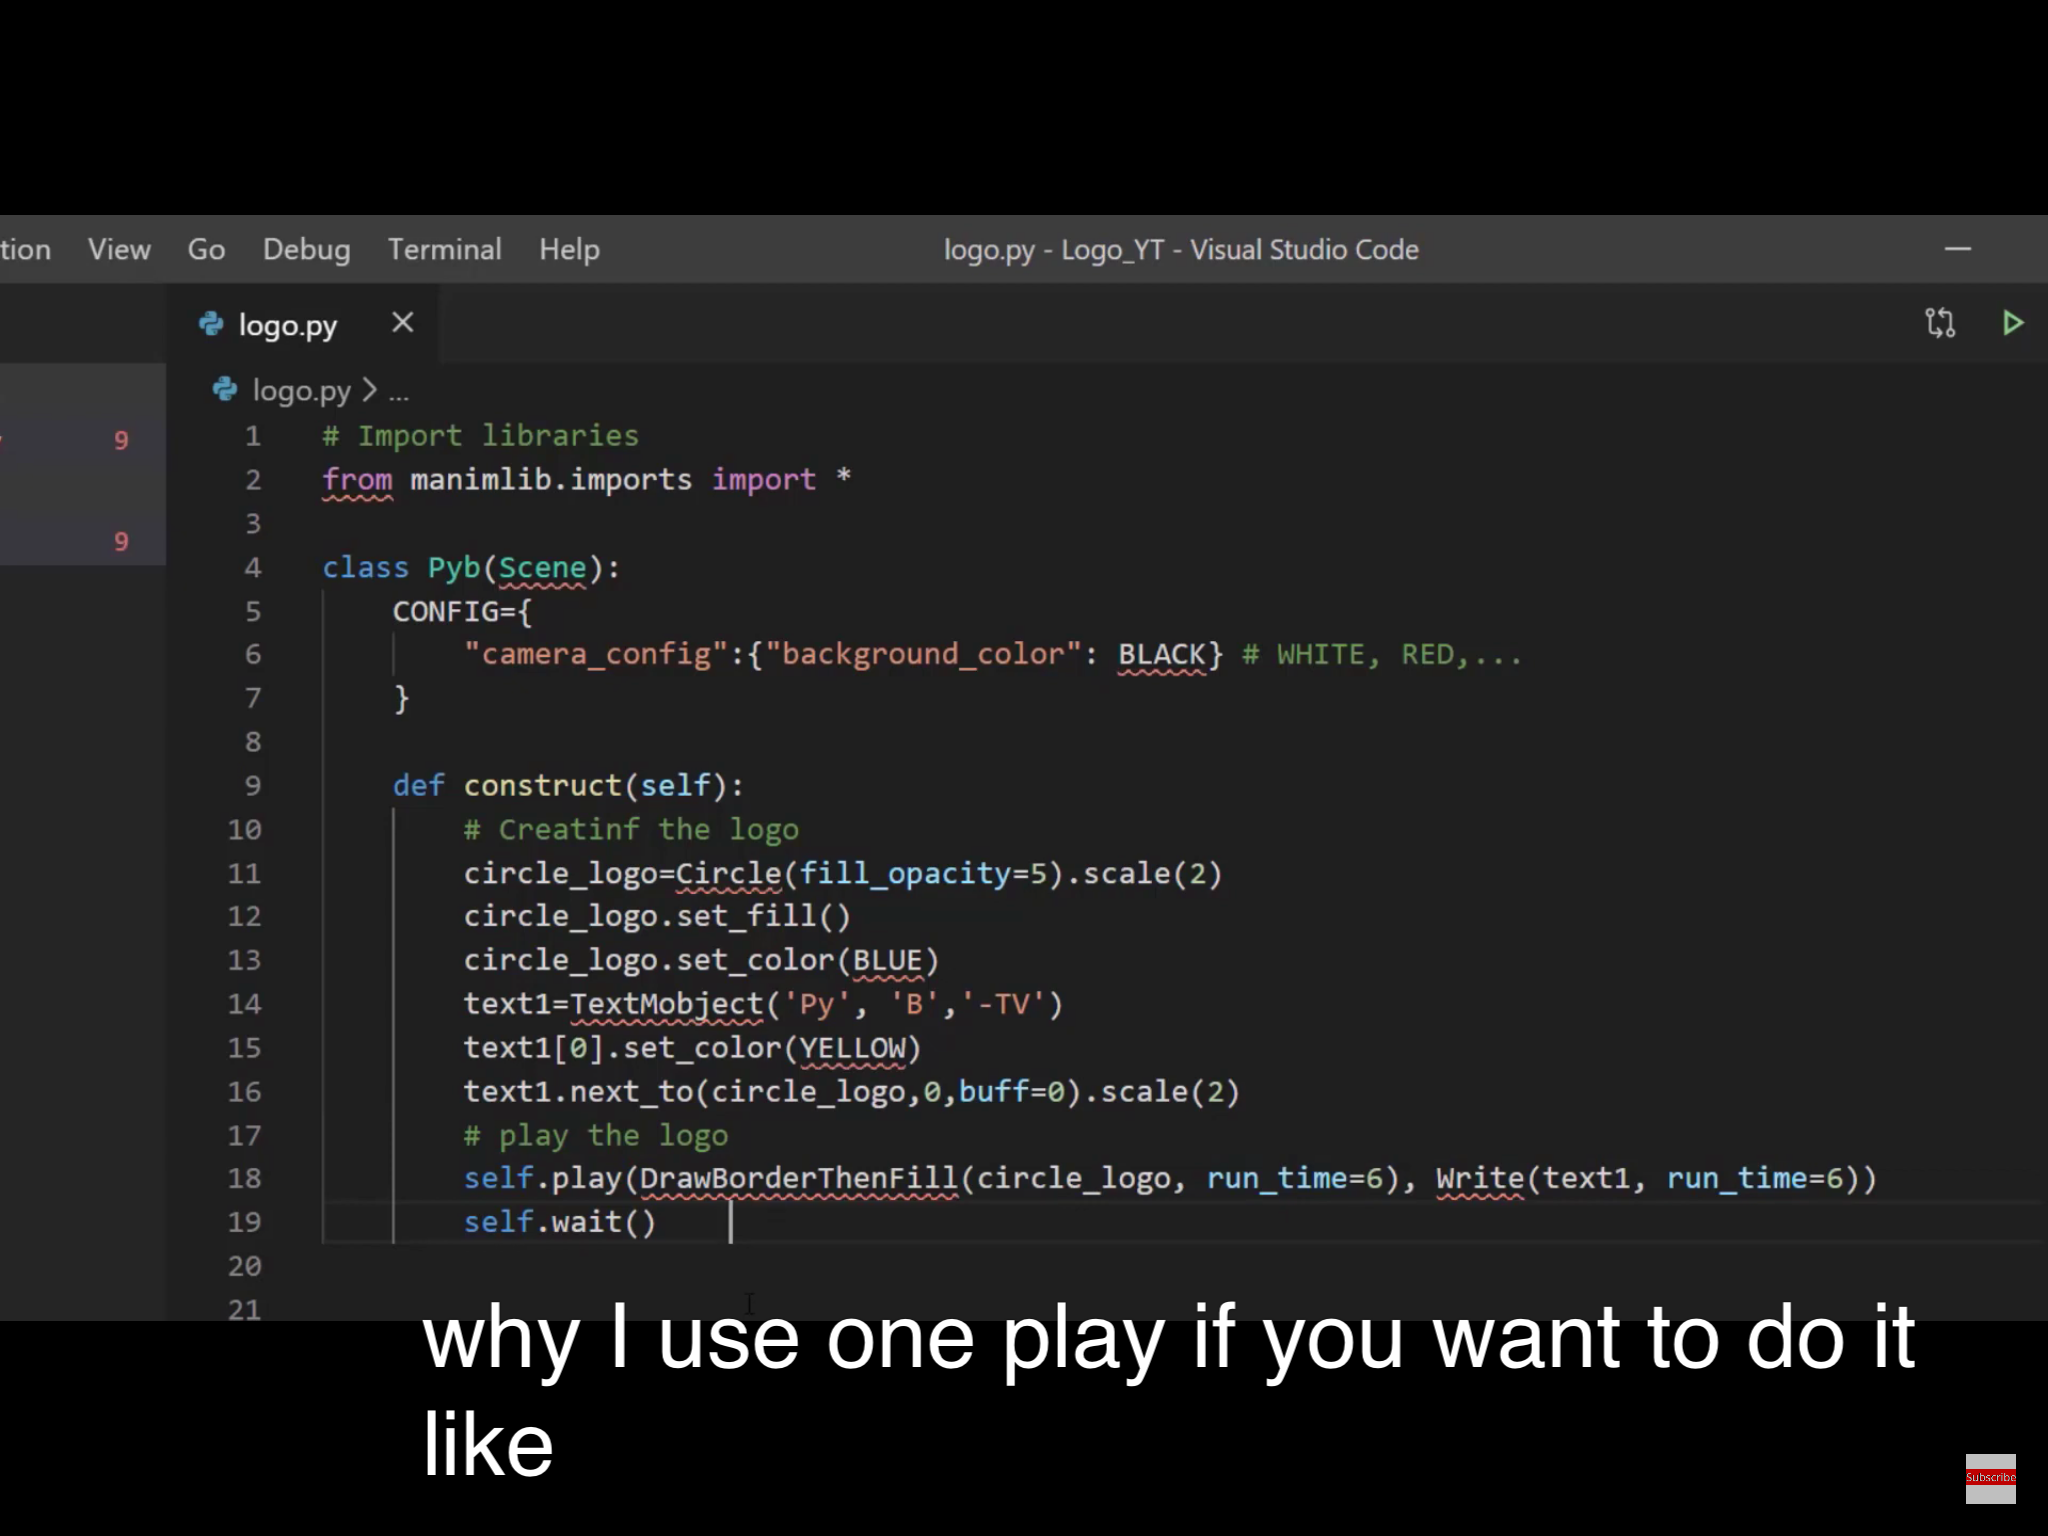 tion View Go Debug Terminal Help logo.py - Logo_YT - Visual Studio Code
logo.py
logo.py > ...
9
9
1 # Import libraries
2 from manimlib.imports import *
3
4 class Pyb(Scene):
5 CONFIG={
6 "camera_config":{"background_color": BLACK} # WHITE, RED,...
7 }
8
9 def construct(self):
10 # Creatinf the logo
11 circle_logo=Circle(fill_opacity=5).scale(2)
12 circle_logo.set_fill()
13 circle_logo.set_color(BLUE)
14 text1=TextMobject('Py', 'B','-TV')
15 text1[0].set_color(YELLOW)
16 text1.next_to(circle_logo,0,buff=0).scale(2)
17 # play the logo
18 self.play(DrawBorderThenFill(circle_logo, run_time=6), Write(text1, run_time=6))
19 self.wait()
20
21
why I use one play if you want to do it
like
Subscribe